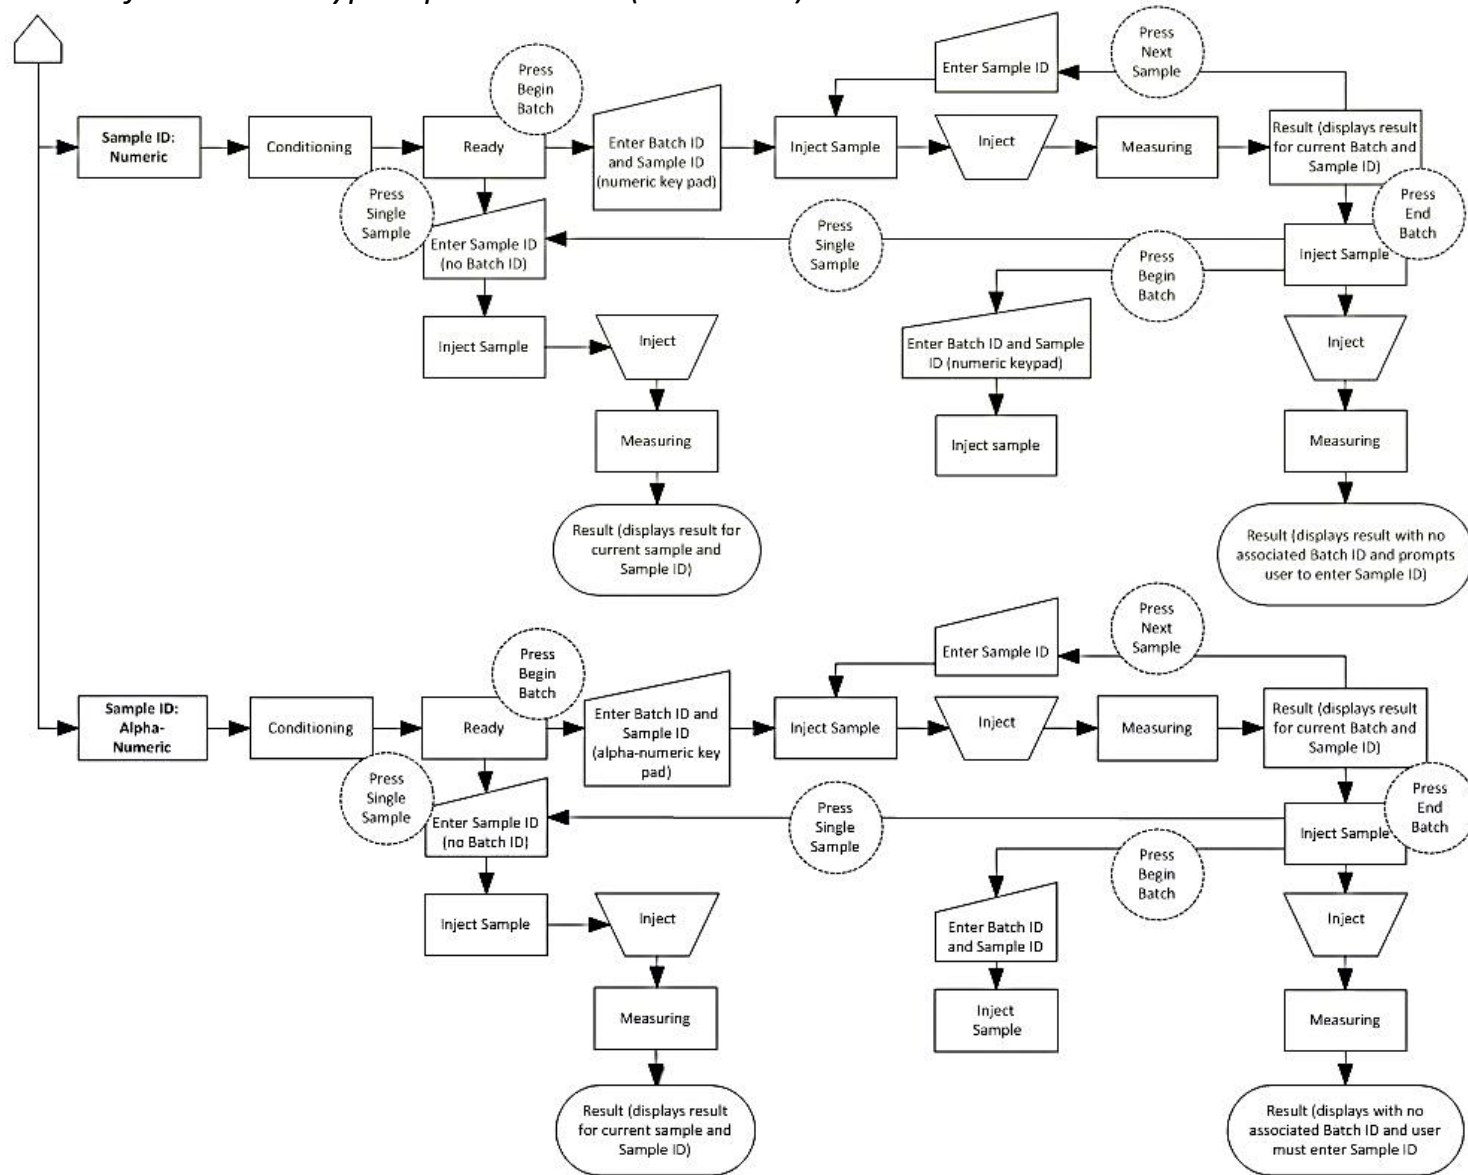 Press
Next
Sample
Enter Sample ID
Press
Begin
Batch
Sample ID:
Numeric
Conditioning
Ready
Enter Batch ID
and Sample ID
(numeric key pad)
Inject Sample
Inject
Measuring
Result (displays result
for current Batch and
Sample ID)
Press
Single
Sample
Press
End
Batch
Enter Sample ID
(no Batch ID)
Press
Single
Sample
Press
Begin
Batch
Inject Sample
Inject Sample
Inject
Enter Batch ID and Sample
ID (numeric keypad)
Inject
Measuring
Inject sample
Measuring
Result (displays result for
current sample and
Sample ID)
Result (displays result with no
associated Batch ID and prompts
user to enter Sample ID)
Press
Next
Sample
Enter Sample ID
Press
Begin
Batch
Sample ID:
Alpha-
Numeric
Conditioning
Ready
Enter Batch ID and
Sample ID
(alpha-numeric key
pad)
Inject Sample
Inject
Measuring
Result (displays result
for current Batch and
Sample ID)
Press
Single
Sample
Press
End
Batch
Enter Sample ID
(no Batch ID)
Press
Single
Sample
Press
Begin
Batch
Inject Sample
Inject Sample
Inject
Enter Batch ID
and Sample ID
Inject
Measuring
Inject
Sample
Measuring
Result (displays result
for current sample and
Sample ID)
Result (displays with no
associated Batch ID and user
must enter Sample ID